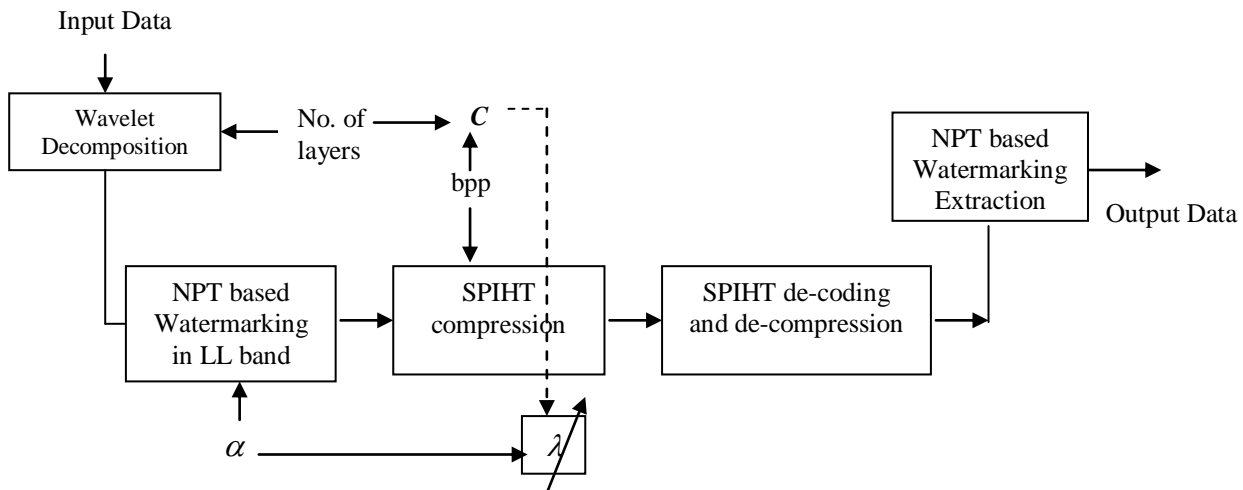 Input Data
Wavelet
Decomposition
No. of
layers
C
bpp
NPT based
Watermarking
Extraction
Output Data
NPT based
Watermarking
in LL band
SPIHT
compression
SPIHT de-coding
and de-compression
α
λ